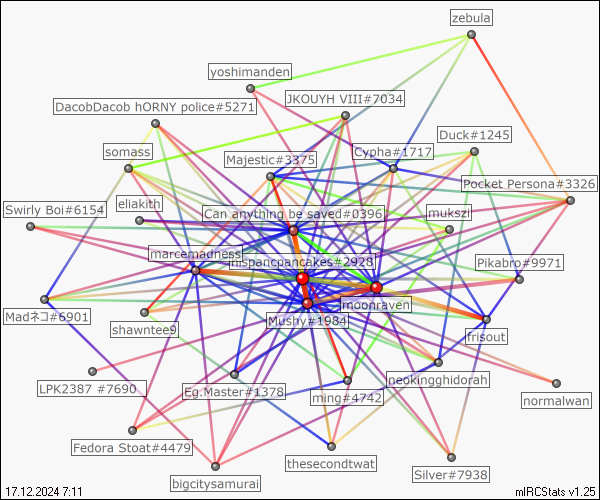 zebula
yoshimanden
JKOUYH VIII#7034
DacobDacob hORNY police#5271
Duck#1245
somass
Majestic#3375
Cypha#1717
Pocket Persona#3326
eliakith
Swirly Boi#6154
Can anything be saved#0396
mukszi
marcamadness
mspancpancakes#2928
Pikabro#9971
moonraven
Madネコ#6901
Mushy#1984
shawntee9
frisout
LPK2387 #7690
Eg.Master#1378
neokingghidorah
ming#4742
normalwan
Fedora Stoat#4479
thesecondtwat
Silver#7938
bigcitysamurai
17.12.2024 7:11
mIRCStats v1.25